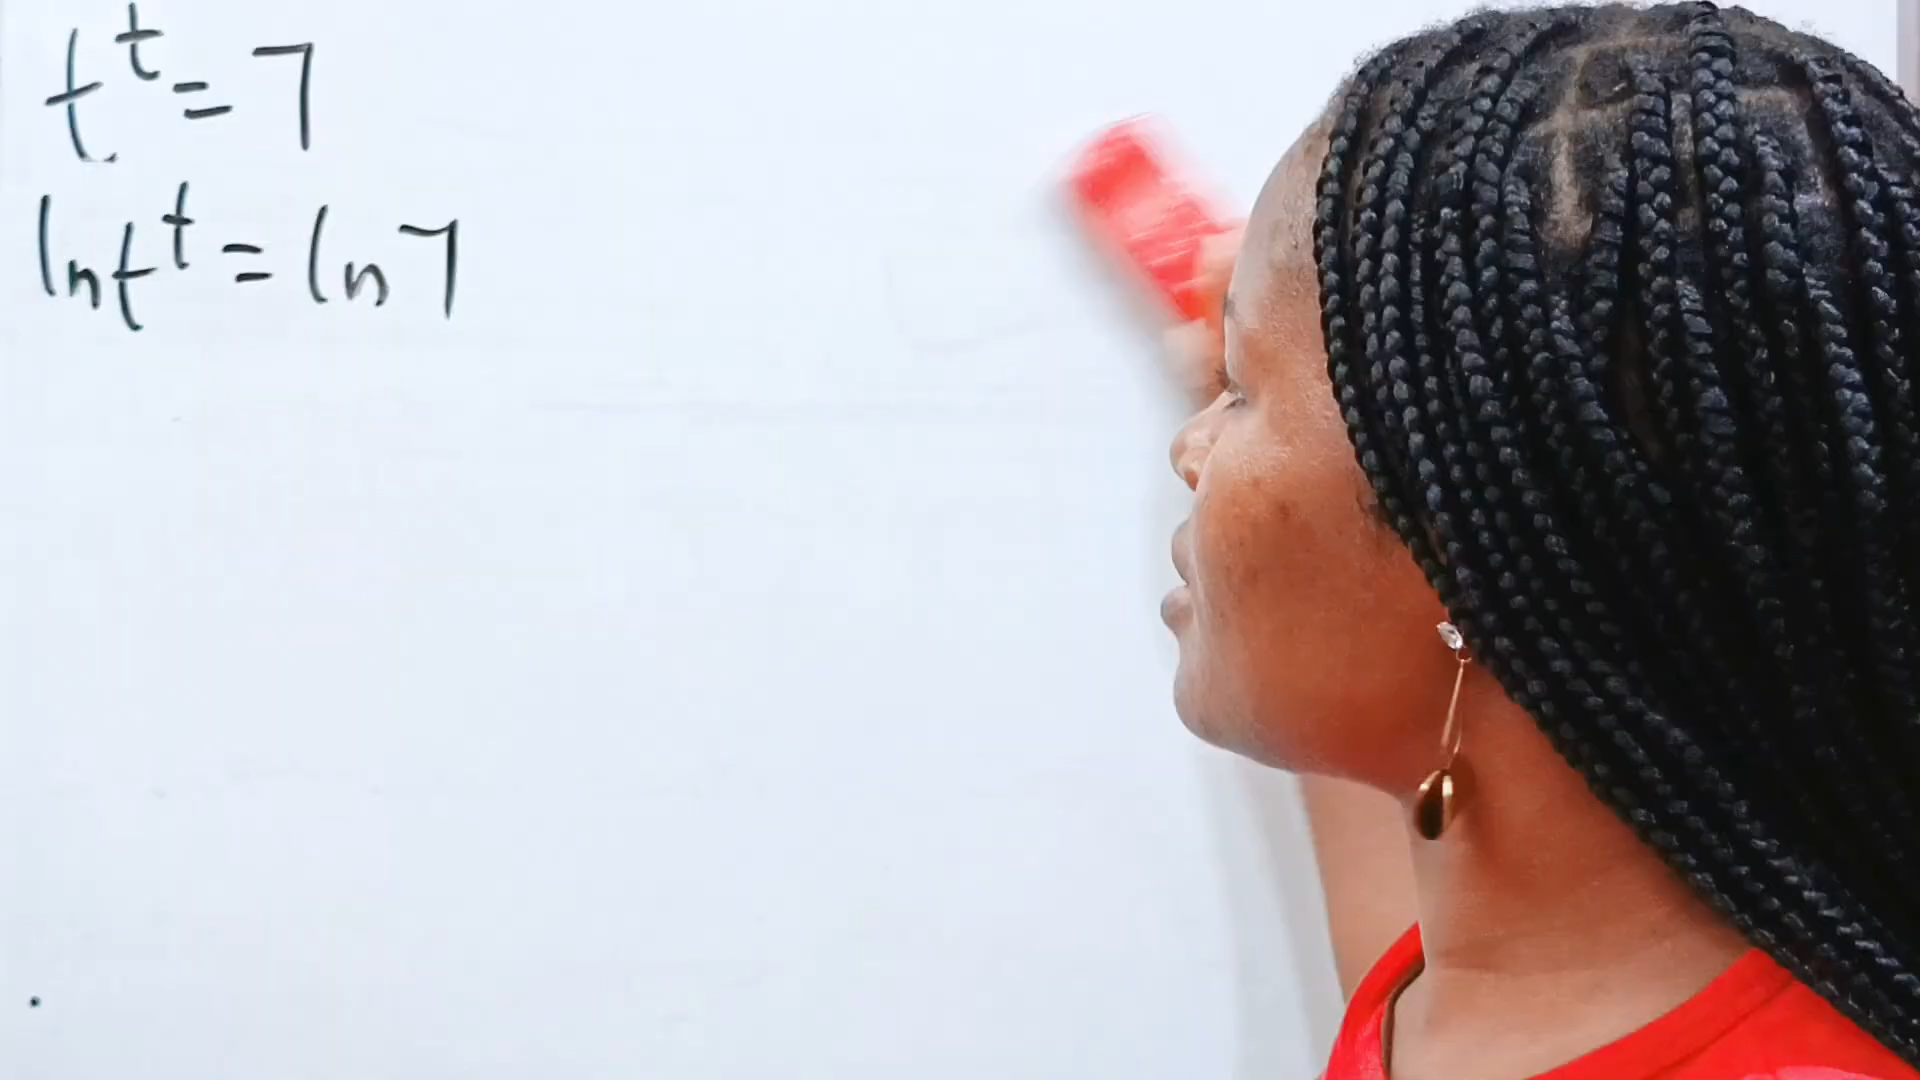 t^t = 7
ln t^t = ln 7